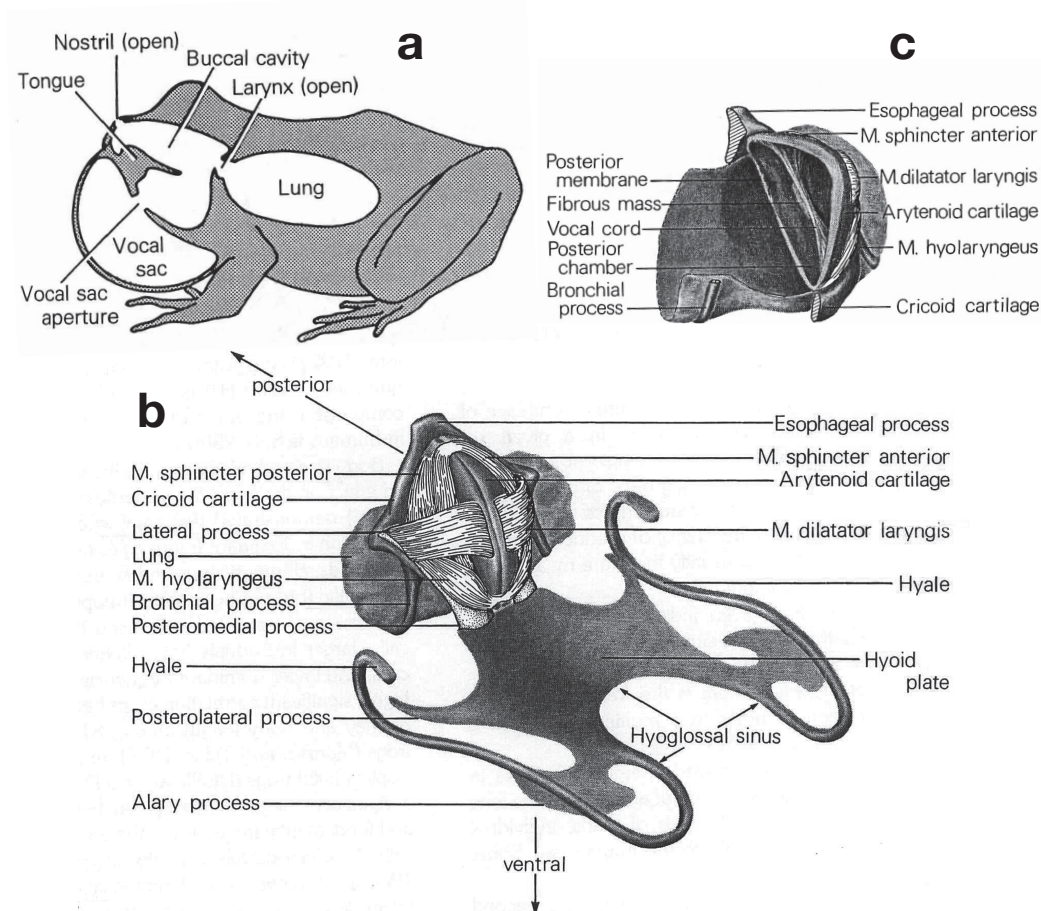 a
Nostril (open)
Buccal cavity
Tongue
Larynx (open)
Lung
Vocal
sac
Vocal sac
aperture
c
Esophageal process
M. sphincter anterior
Posterior
membrane
M.dilatator laryngis
Fibrous mass
Arytenoid cartilage
Vocal cord
Posterior
chamber
M. hyolaryngeus
Bronchial
process
Cricoid cartilage
posterior
b
Esophageal process
M. sphincter anterior
M. sphincter posterior
Arytenoid cartilage
Cricoid cartilage
Lateral process
M. dilatator laryngis
Lung
M. hyolaryngeus
Hyale
Bronchial process
Posteromedial process
Hyale
Hyoid
plate
Posterolateral process
Hyoglossal sinus
Alary process
ventral